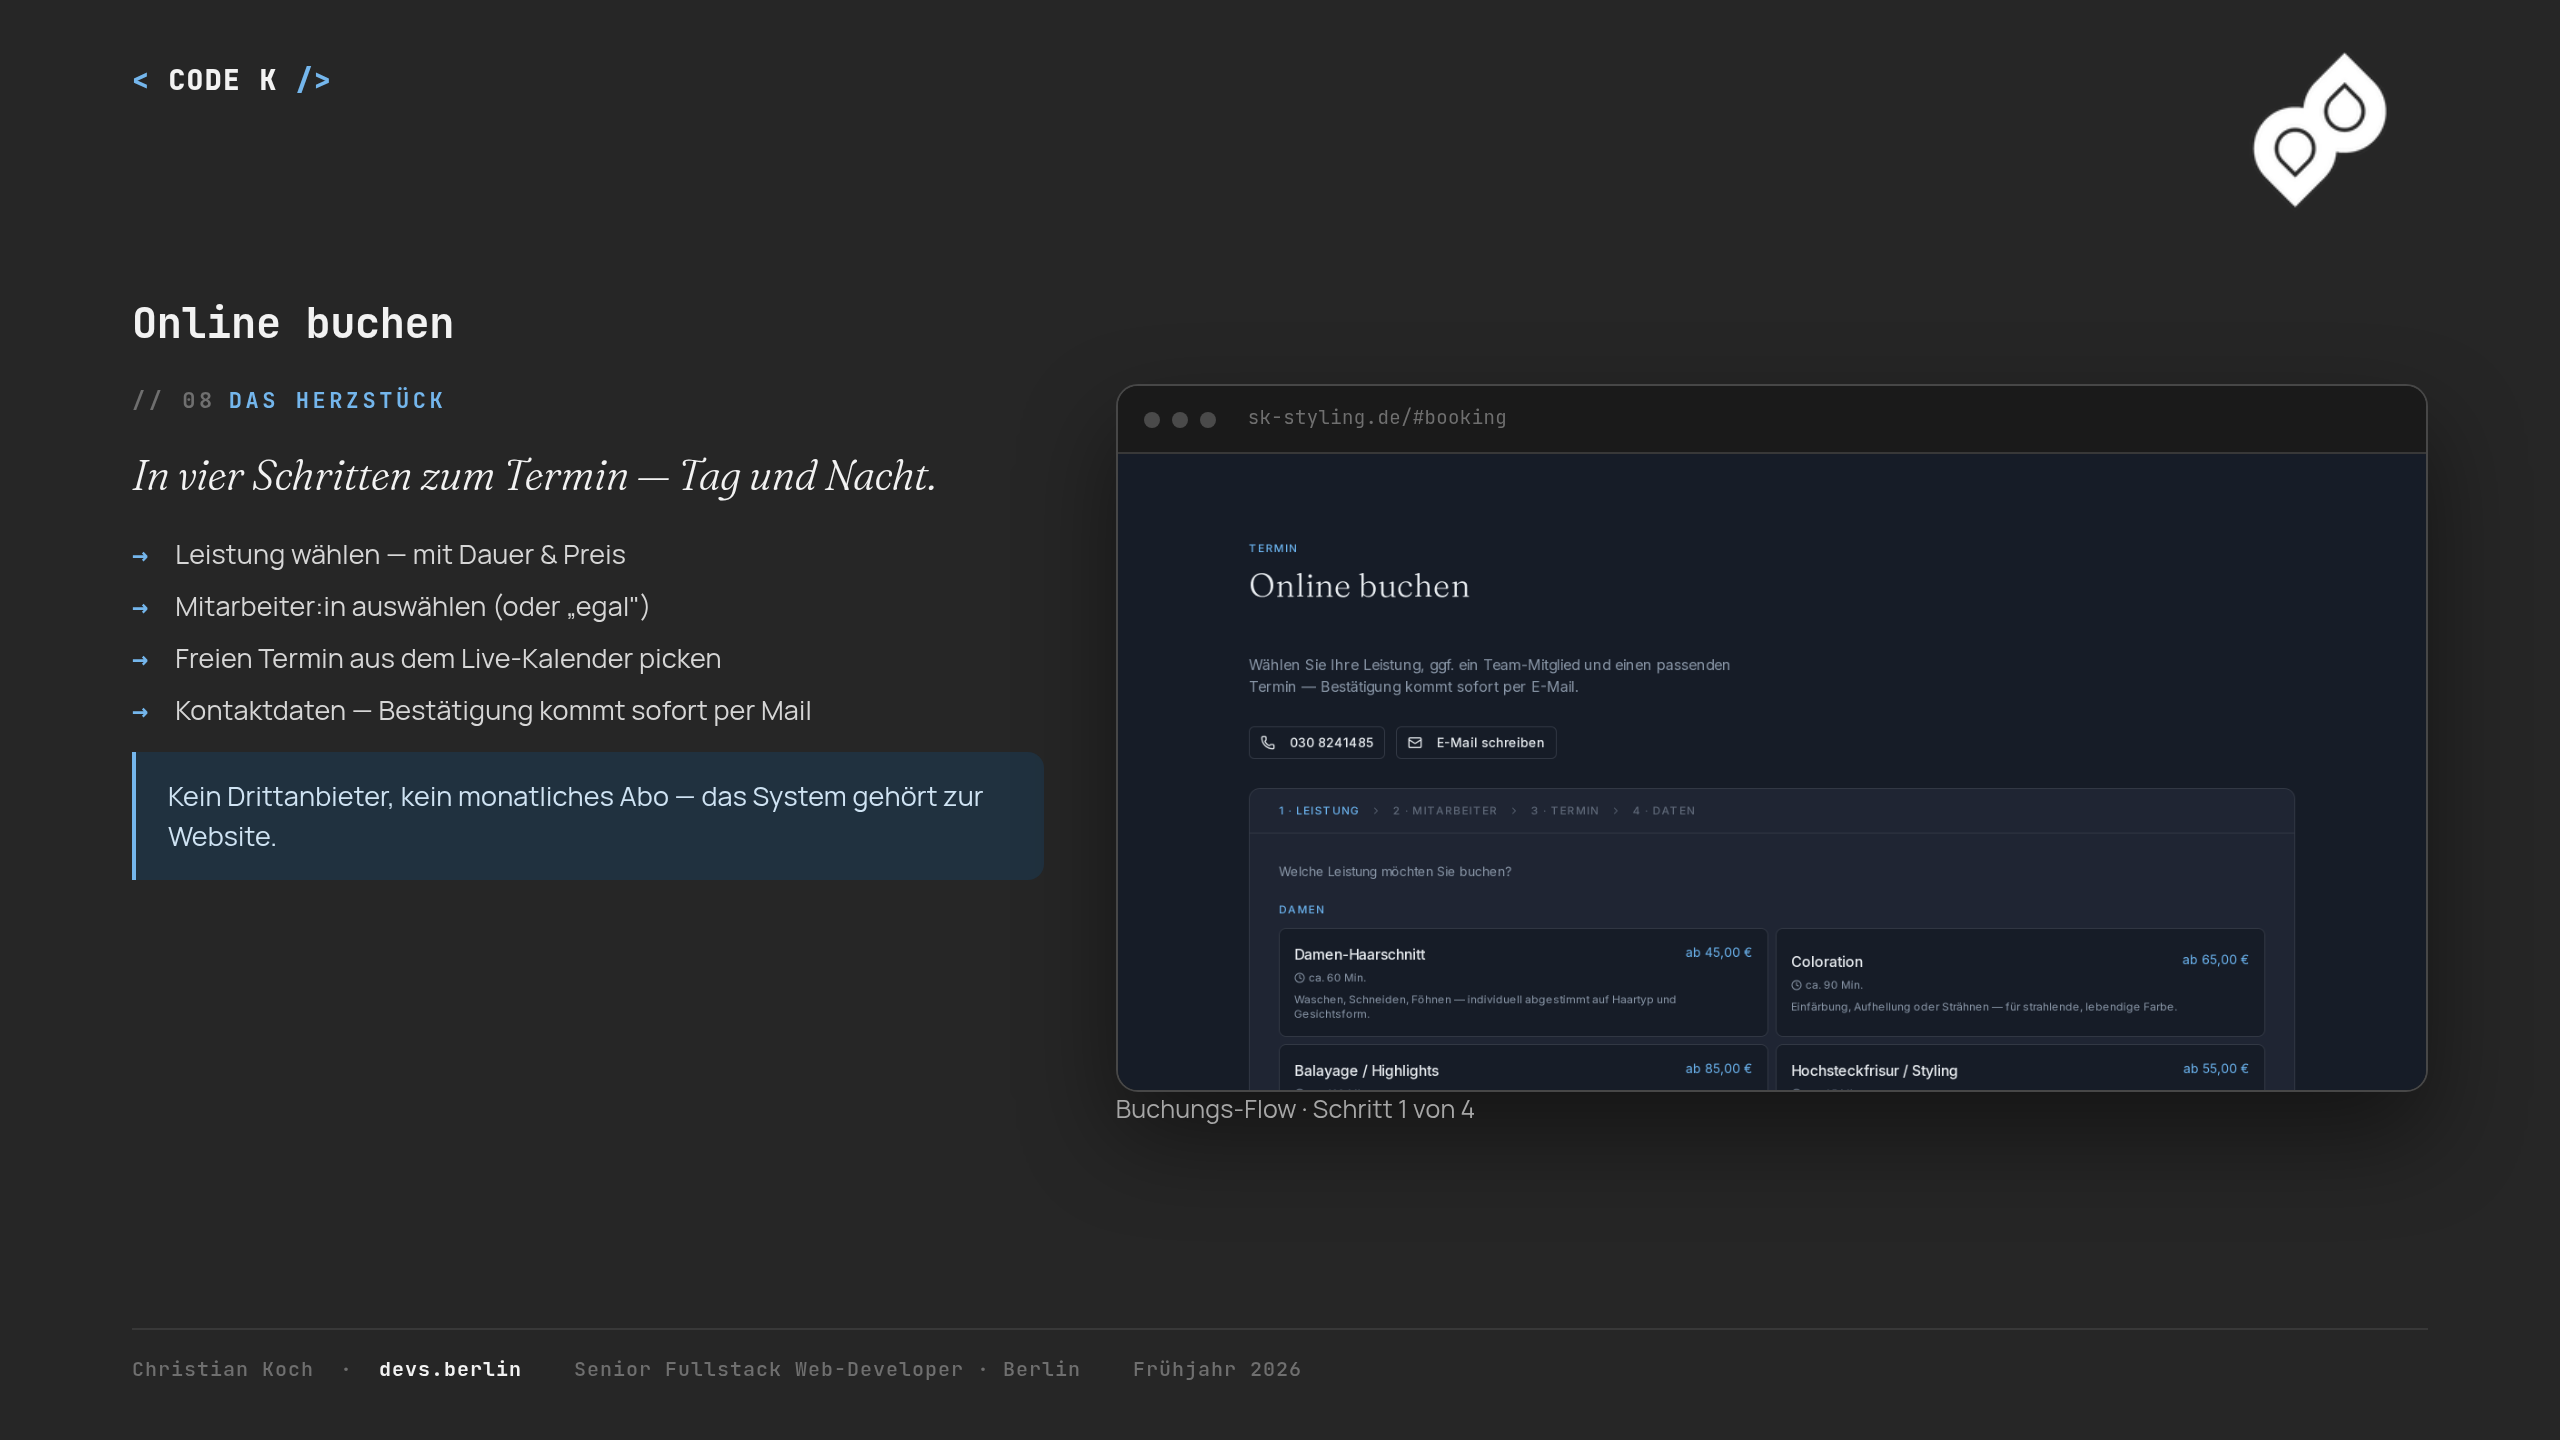 < CODE K />
Online buchen
// 08 DAS HERZSTÜCK
In vier Schritten zum Termin — Tag und Nacht.
→ Leistung wählen — mit Dauer & Preis
→ Mitarbeiter:in auswählen (oder „egal")
→ Freien Termin aus dem Live-Kalender picken
→ Kontaktdaten — Bestätigung kommt sofort per Mail
Kein Drittanbieter, kein monatliches Abo — das System gehört zur
Website.
sk-styling.de/#booking
TERMIN
Online buchen
Wählen Sie Ihre Leistung, ggf. ein Team-Mitglied und einen passenden
Termin — Bestätigung kommt sofort per E-Mail.
030 8241485 E-Mail schreiben
1 · LEISTUNG › 2 · MITARBEITER › 3 · TERMIN › 4 · DATEN
Welche Leistung möchten Sie buchen?
DAMEN
Damen-Haarschnitt ab 45,00 €
ca. 60 Min.
Waschen, Schneiden, Föhnen — individuell abgestimmt auf Haartyp und
Gesichtsform.
Coloration ab 65,00 €
ca. 90 Min.
Einfärbung, Aufhellung oder Strähnen — für strahlende, lebendige Farbe.
Balayage / Highlights ab 85,00 €
Hochsteckfrisur / Styling ab 55,00 €
Buchungs-Flow · Schritt 1 von 4
Christian Koch · devs.berlin Senior Fullstack Web-Developer · Berlin Frühjahr 2026